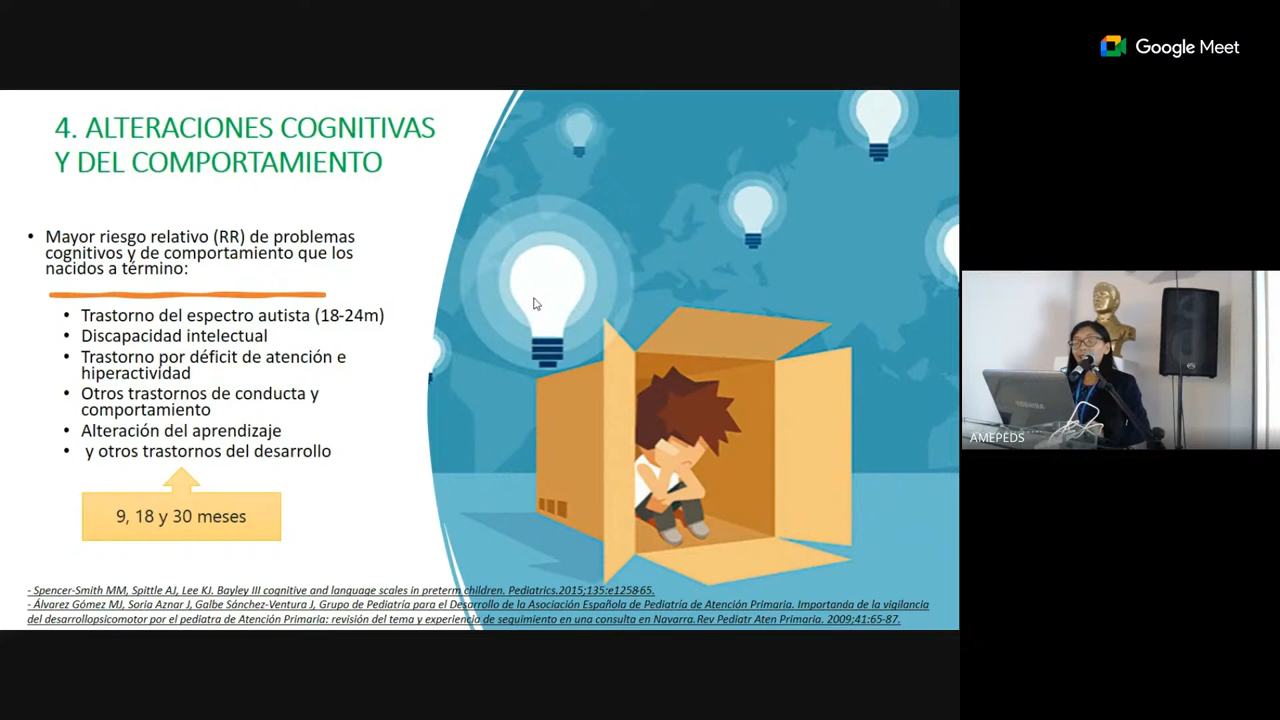 Google Meet
4. ALTERACIONES COGNITIVAS
Y DEL COMPORTAMIENTO
• Mayor riesgo relativo (RR) de problemas
cognitivos y de comportamiento que los
nacidos a término:
• Trastorno del espectro autista (18-24m)
• Discapacidad intelectual
• Trastorno por déficit de atención e
hiperactividad
• Otros trastornos de conducta y
comportamiento
• Alteración del aprendizaje
• y otros trastornos del desarrollo
9, 18 y 30 meses
- Spencer-Smith MM, Spittle AJ, Lee KJ. Bayley III cognitive and language scales in preterm children. Pediatrics.2015;135:e1258-65.
- Álvarez Gómez MJ, Soria Aznar J, Galbe Sánchez-Ventura J, Grupo de Pediatría para el Desarrollo de la Asociación Española de Pediatría de Atención Primaria. Importanda de la vigilancia
del desarrollopsicomotor por el pediatra de Atención Primaria: revisión del tema y experiencia de seguimiento en una consulta en Navarra.Rev Pediatr Aten Primaria. 2009;41:65-87.
TOSHIBA
AMEPEDS